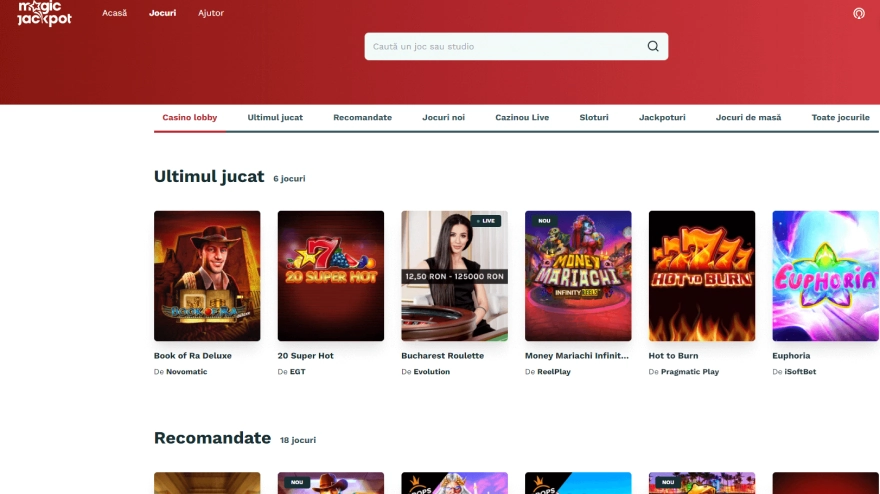 magic
jackpot
Acasă Jocuri Ajutor
Caută un joc sau studio
Casino lobby Ultimul jucat Recomandate Jocuri noi Cazinou Live Sloturi Jackpoturi Jocuri de masă Toate jocurile
Ultimul jucat 6 jocuri
7
20 SUPER HOT
LIVE
12,50 RON - 125000 RON
NOU
MONEY
MARIACHI
INFINITY REELS
777
HOT TO BURN
EUPHORIA
Book of Ra Deluxe 20 Super Hot Bucharest Roulette Money Mariachi Infinit... Hot to Burn Euphoria
De Novomatic De EGT De Evolution De ReelPlay De Pragmatic Play De iSoftBet
Recomandate 18 jocuri
NOU
NOU